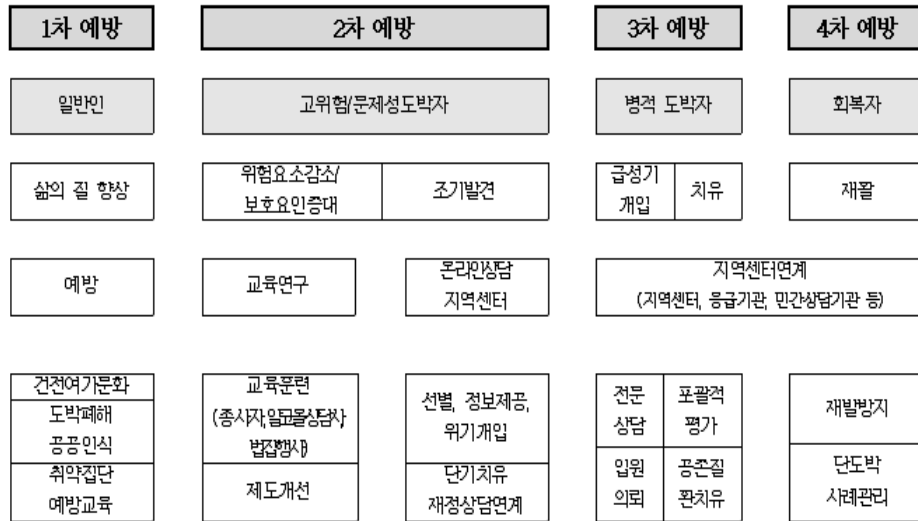 1차 예방
2차 예방
3차 예방
4차 예방
일반인
고위험/문제성도박자
병적 도박자
회복자
삶의 질 향상
위험요소감소/
보호요인증대
조기발견
급성기
개입
치유
재활
예방
교육연구
온라인상담
지역센터
지역센터연계
(지역센터, 응급기관, 민간상담기관 등)
건전여가문화
도박폐해
공공인식
취약집단
예방교육
교육훈련
(종사자,알코올상담사,
법집행사)
제도개선
선별, 정보제공,
위기개입
단기치유
재정상담연계
전문
상담
포괄적
평가
입원
의뢰
공존질
환치유
재발방지
단도박
사례관리